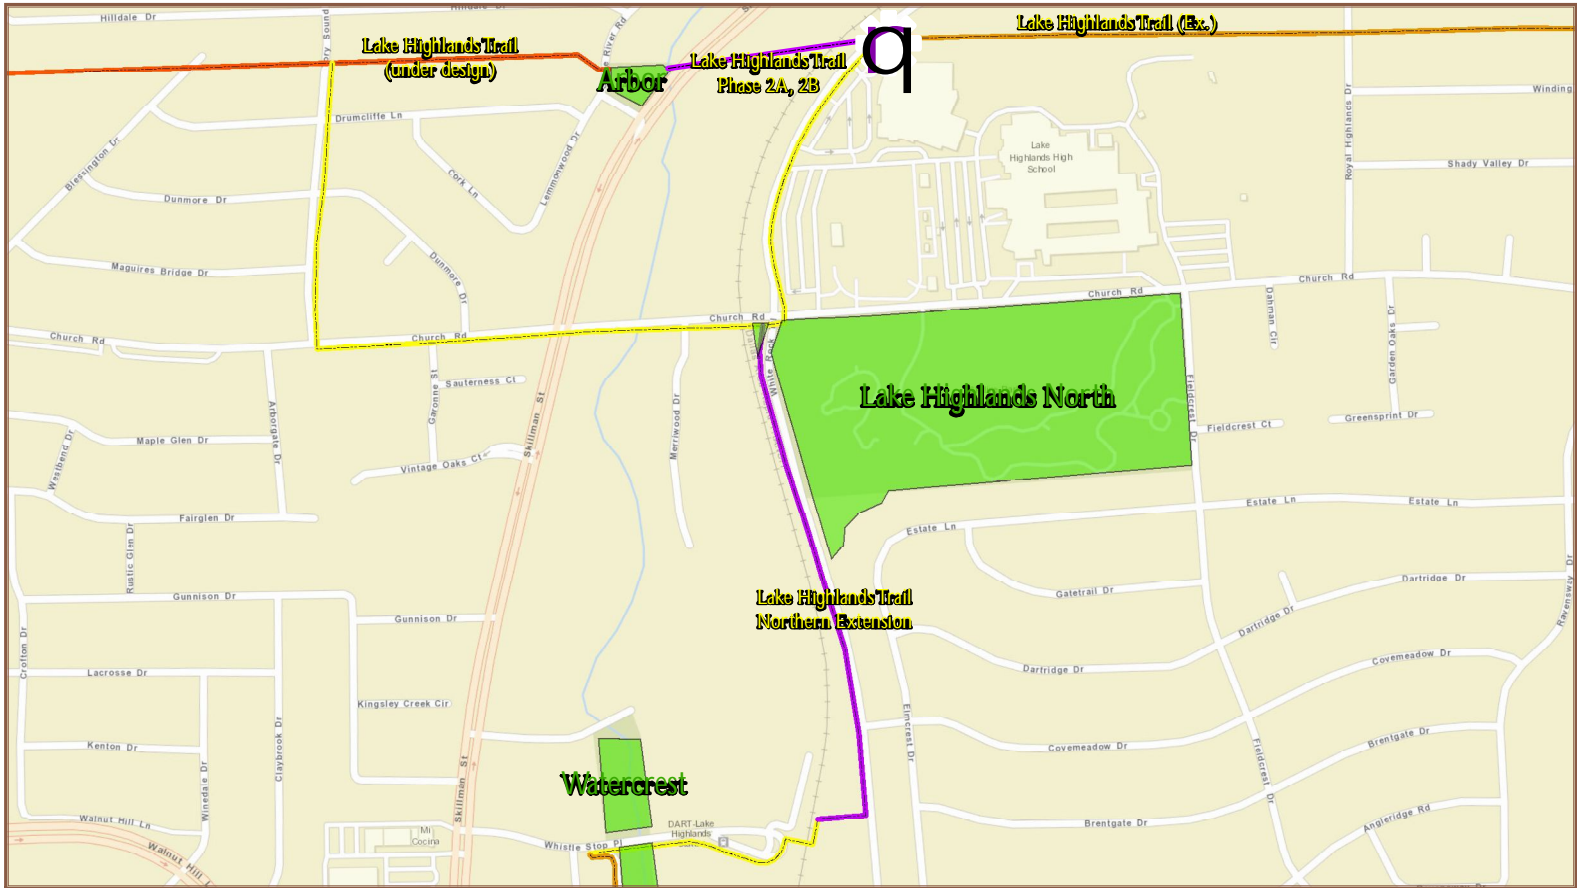 Hilldale Dr
Lake Highlands Trail (Ex.)
Lake Highlands Trail
(under design)
Lake Highlands Trail
Phase 2A, 2B
q
Arbor
Winding
Drumcliffe Ln
Blessington Dr
Cork Ln
Lemmonwood Dr
Lake
Highlands High
School
Royal Highlands Dr
Shady Valley Dr
Dunmore Dr
Maguires Bridge Dr
Dunmore Dr
Church Rd
Church Rd
Church Rd
Church Rd
Church Rd
Dahman Cir
Garden Oaks Dr
White Rock
Sauterness Ct
Garonne St
Arborgate Dr
Merriwood Dr
Skillman St
Lake Highlands North
Fieldcrest Dr
Fieldcrest Ct
Greensprint Dr
Westbend Dr
Maple Glen Dr
Vintage Oaks Ct
Fairglen Dr
Rustic Glen Dr
Estate Ln
Estate Ln
Estate Ln
Gatetrail Dr
Dartridge Dr
Dartridge Dr
Dartridge Dr
Ravensway Dr
Gunnison Dr
Gunnison Dr
Lake Highlands Trail
Northern Extension
Crofton Dr
Lacrosse Dr
Kingsley Creek Cir
Kenton Dr
Claybrook Dr
Winedale Dr
Elmcrest Dr
Covemeadow Dr
Covemeadow Dr
Brentgate Dr
Brentgate Dr
Fieldcrest Dr
Angleridge Rd
Watercrest
Skillman St
Walnut Hill Ln
Walnut Hill L
Mi
Cocina
DART-Lake
Highlands
Whistle Stop Pl